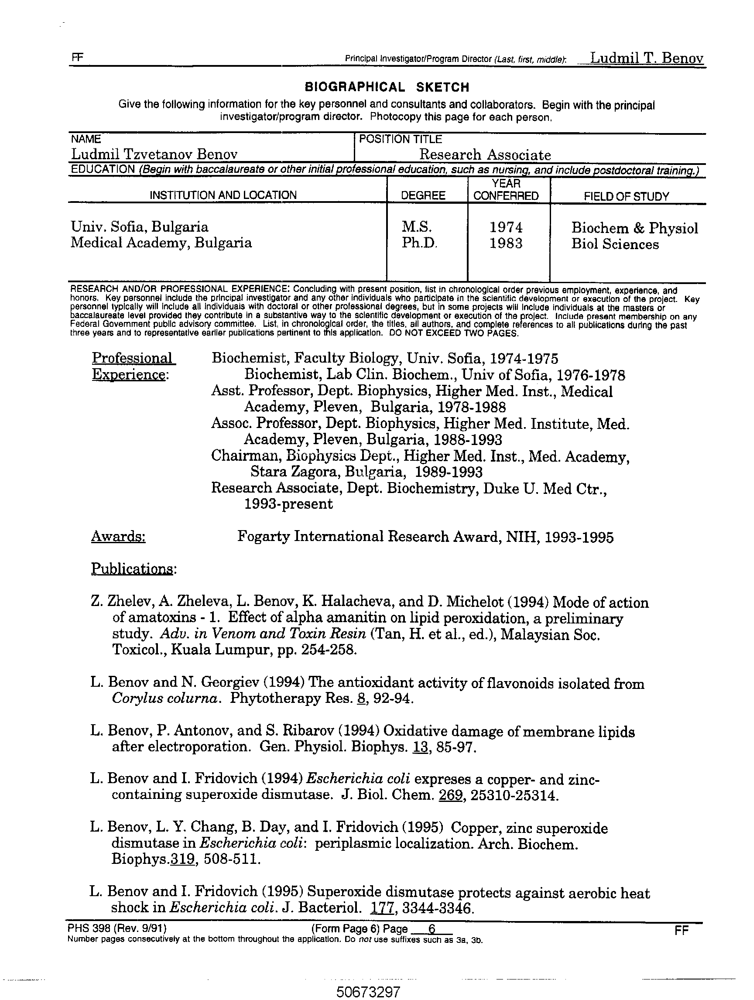 FF Principal Investigator/Program Director (Last, first, middle): Ludmil T. Benov
BIOGRAPHICAL SKETCH
Give the following information for the key personnel and consultants and collaborators. Begin with the principal
investigator/program director. Photocopy this page for each person.
NAME POSITION TITLE
Ludmil Tzvetanov Benov Research Associate
EDUCATION (Begin with baccalaureate or other initial professional education, such as nursing, and include postdoctoral training.)
INSTITUTION AND LOCATION DEGREE YEAR CONFERRED FIELD OF STUDY
Univ. Sofia, Bulgaria M.S. 1974 Biochem & Physiol
Medical Academy, Bulgaria Ph.D. 1983 Biol Sciences
RESEARCH AND/OR PROFESSIONAL EXPERIENCE: Concluding with present position, list in chronological order previous employment, experience, and
honors. Key personnel include the principal investigator and any other individuals who participate in the scientific development or execution of the project. Key
personnel typically will include all individuals with doctoral or other professional degrees, but in some projects will include individuals at the masters or
baccalaureate level provided they contribute in a substantive way to the scientific development or execution of the project. Include present membership on any
Federal Government public advisory committee. List, in chronological order, the titles, all authors, and complete references to all publications during the past
three years and to representative earlier publications pertinent to this application. DO NOT EXCEED TWO PAGES.
Professional Biochemist, Faculty Biology, Univ. Sofia, 1974-1975
Experience: Biochemist, Lab Clin. Biochem., Univ of Sofia, 1976-1978
Asst. Professor, Dept. Biophysics, Higher Med. Inst., Medical
Academy, Pleven, Bulgaria, 1978-1988
Assoc. Professor, Dept. Biophysics, Higher Med. Institute, Med.
Academy, Pleven, Bulgaria, 1988-1993
Chairman, Biophysics Dept., Higher Med. Inst., Med. Academy,
Stara Zagora, Bulgaria, 1989-1993
Research Associate, Dept. Biochemistry, Duke U. Med Ctr.,
1993-present
Awards: Fogarty International Research Award, NIH, 1993-1995
Publications:
Z. Zhelev, A. Zheleva, L. Benov, K. Halacheva, and D. Michelot (1994) Mode of action
of amatoxins - 1. Effect of alpha amanitin on lipid peroxidation, a preliminary
study. Adv. in Venom and Toxin Resin (Tan, H. et al., ed.), Malaysian Soc.
Toxicol., Kuala Lumpur, pp. 254-258.
L. Benov and N. Georgiev (1994) The antioxidant activity of flavonoids isolated from
Corylus colurna. Phytotherapy Res. 8, 92-94.
L. Benov, P. Antonov, and S. Ribarov (1994) Oxidative damage of membrane lipids
after electroporation. Gen. Physiol. Biophys. 13, 85-97.
L. Benov and I. Fridovich (1994) Escherichia coli expreses a copper- and zinc-
containing superoxide dismutase. J. Biol. Chem. 269, 25310-25314.
L. Benov, L. Y. Chang, B. Day, and I. Fridovich (1995) Copper, zinc superoxide
dismutase in Escherichia coli: periplasmic localization. Arch. Biochem.
Biophys.319, 508-511.
L. Benov and I. Fridovich (1995) Superoxide dismutase protects against aerobic heat
shock in Escherichia coli. J. Bacteriol. 177, 3344-3346.
PHS 398 (Rev. 9/91) (Form Page 6) Page 6 FF
Number pages consecutively at the bottom throughout the application. Do not use suffixes such as 3a, 3b.
50673297